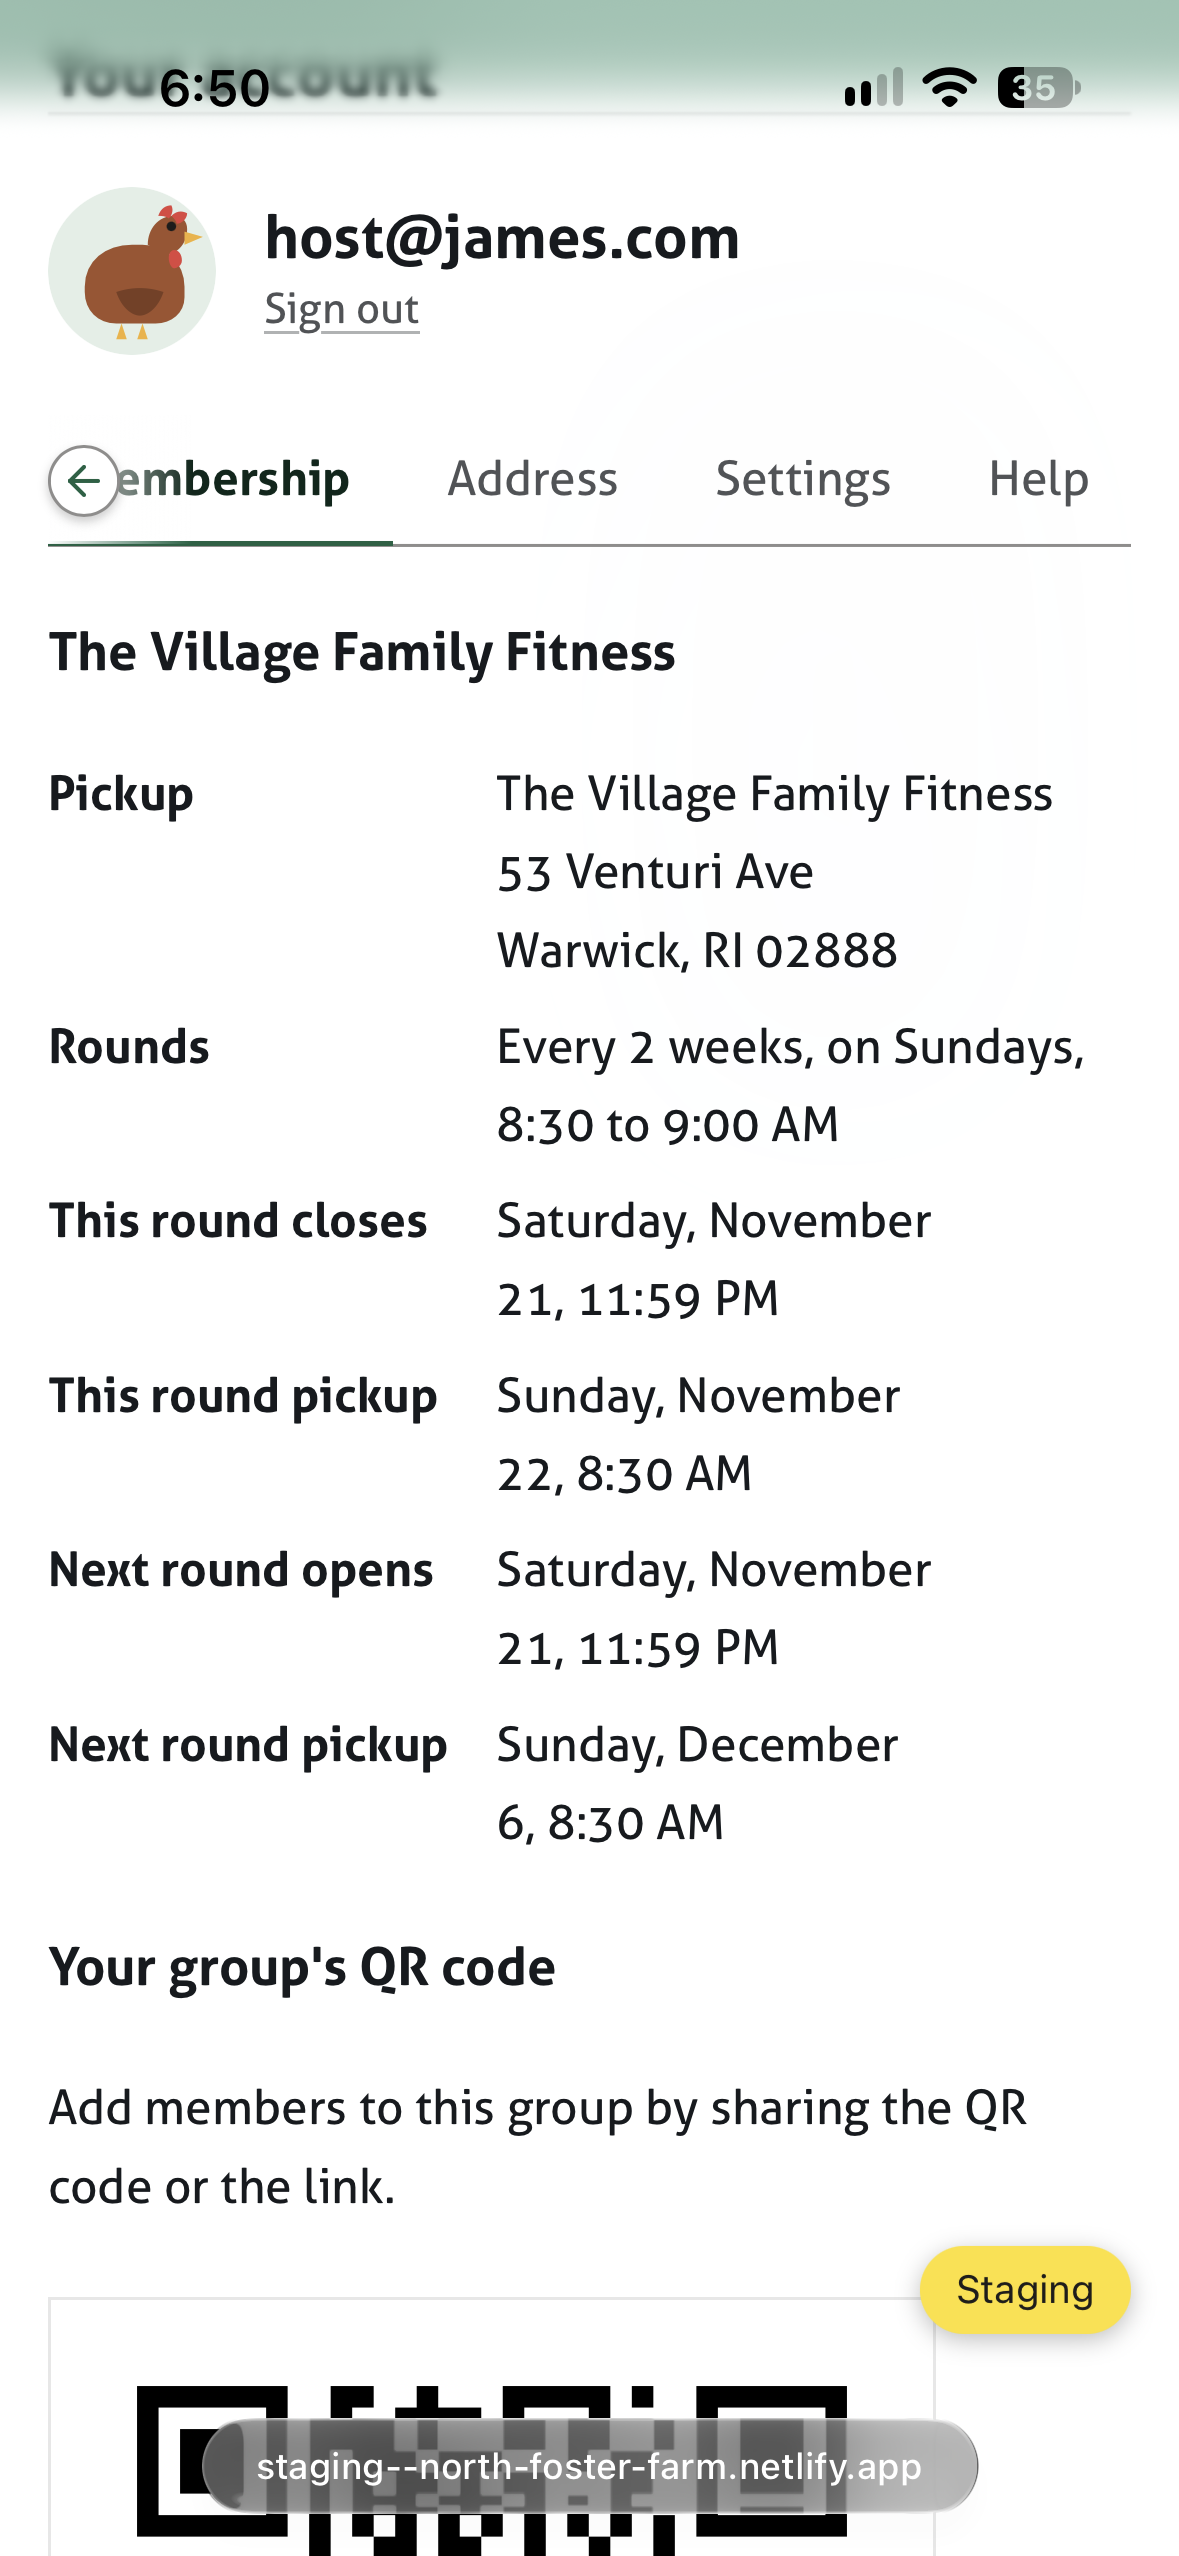 Your account
6:50
35
host@james.com
Sign out
embership
Address
Settings
Help
The Village Family Fitness
Pickup
The Village Family Fitness
53 Venturi Ave
Warwick, RI 02888
Rounds
Every 2 weeks, on Sundays,
8:30 to 9:00 AM
This round closes
Saturday, November
21, 11:59 PM
This round pickup
Sunday, November
22, 8:30 AM
Next round opens
Saturday, November
21, 11:59 PM
Next round pickup
Sunday, December
6, 8:30 AM
Your group's QR code
Add members to this group by sharing the QR
code or the link.
Staging
staging--north-foster-farm.netlify.app